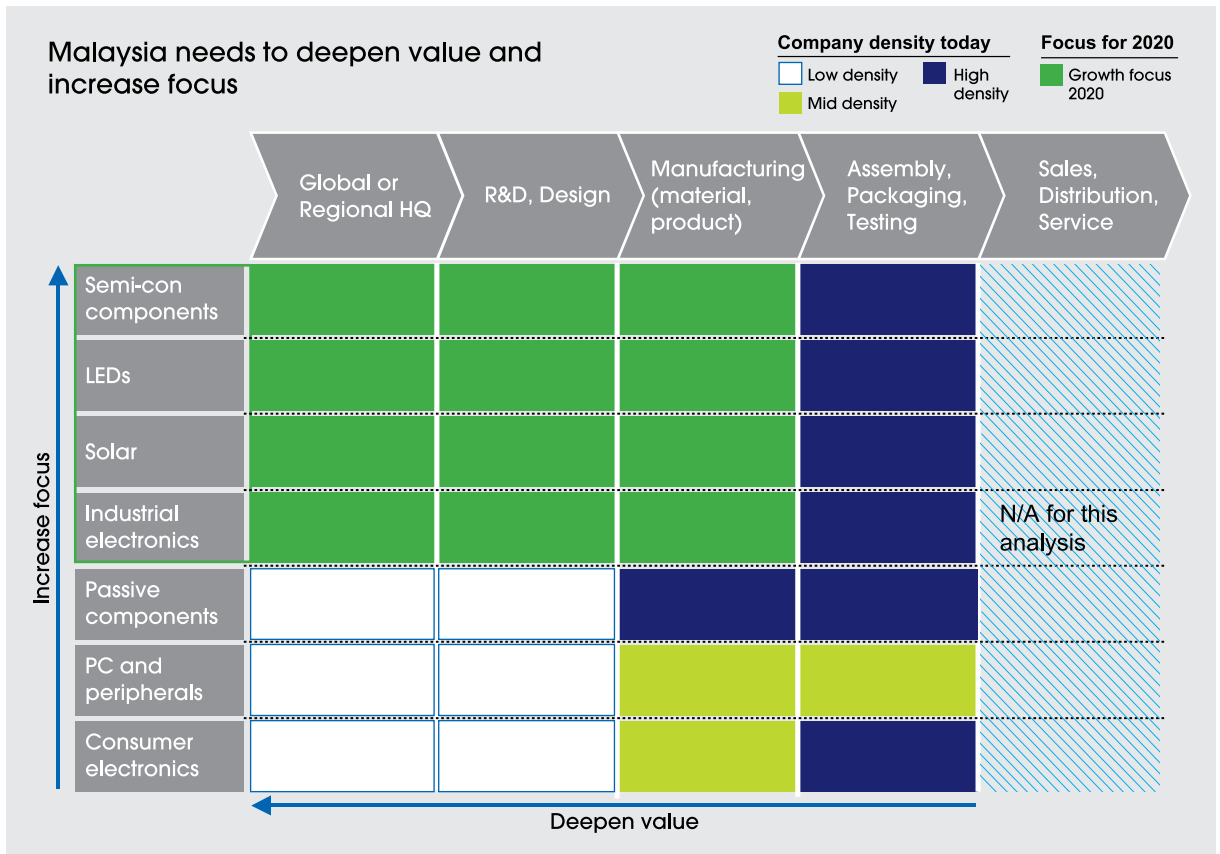 Malaysia needs to deepen value and
increase focus
Company density today
Low density
Mid density
High
density
Focus for 2020
Growth focus
2020
Global or
Regional HQ
R&D, Design
Manufacturing
(material,
product)
Assembly,
Packaging,
Testing
Sales,
Distribution,
Service
Semi-con
components
LEDs
Solar
Industrial
electronics
Passive
components
PC and
peripherals
Consumer
electronics
N/A for this
analysis
Increase focus
Deepen value